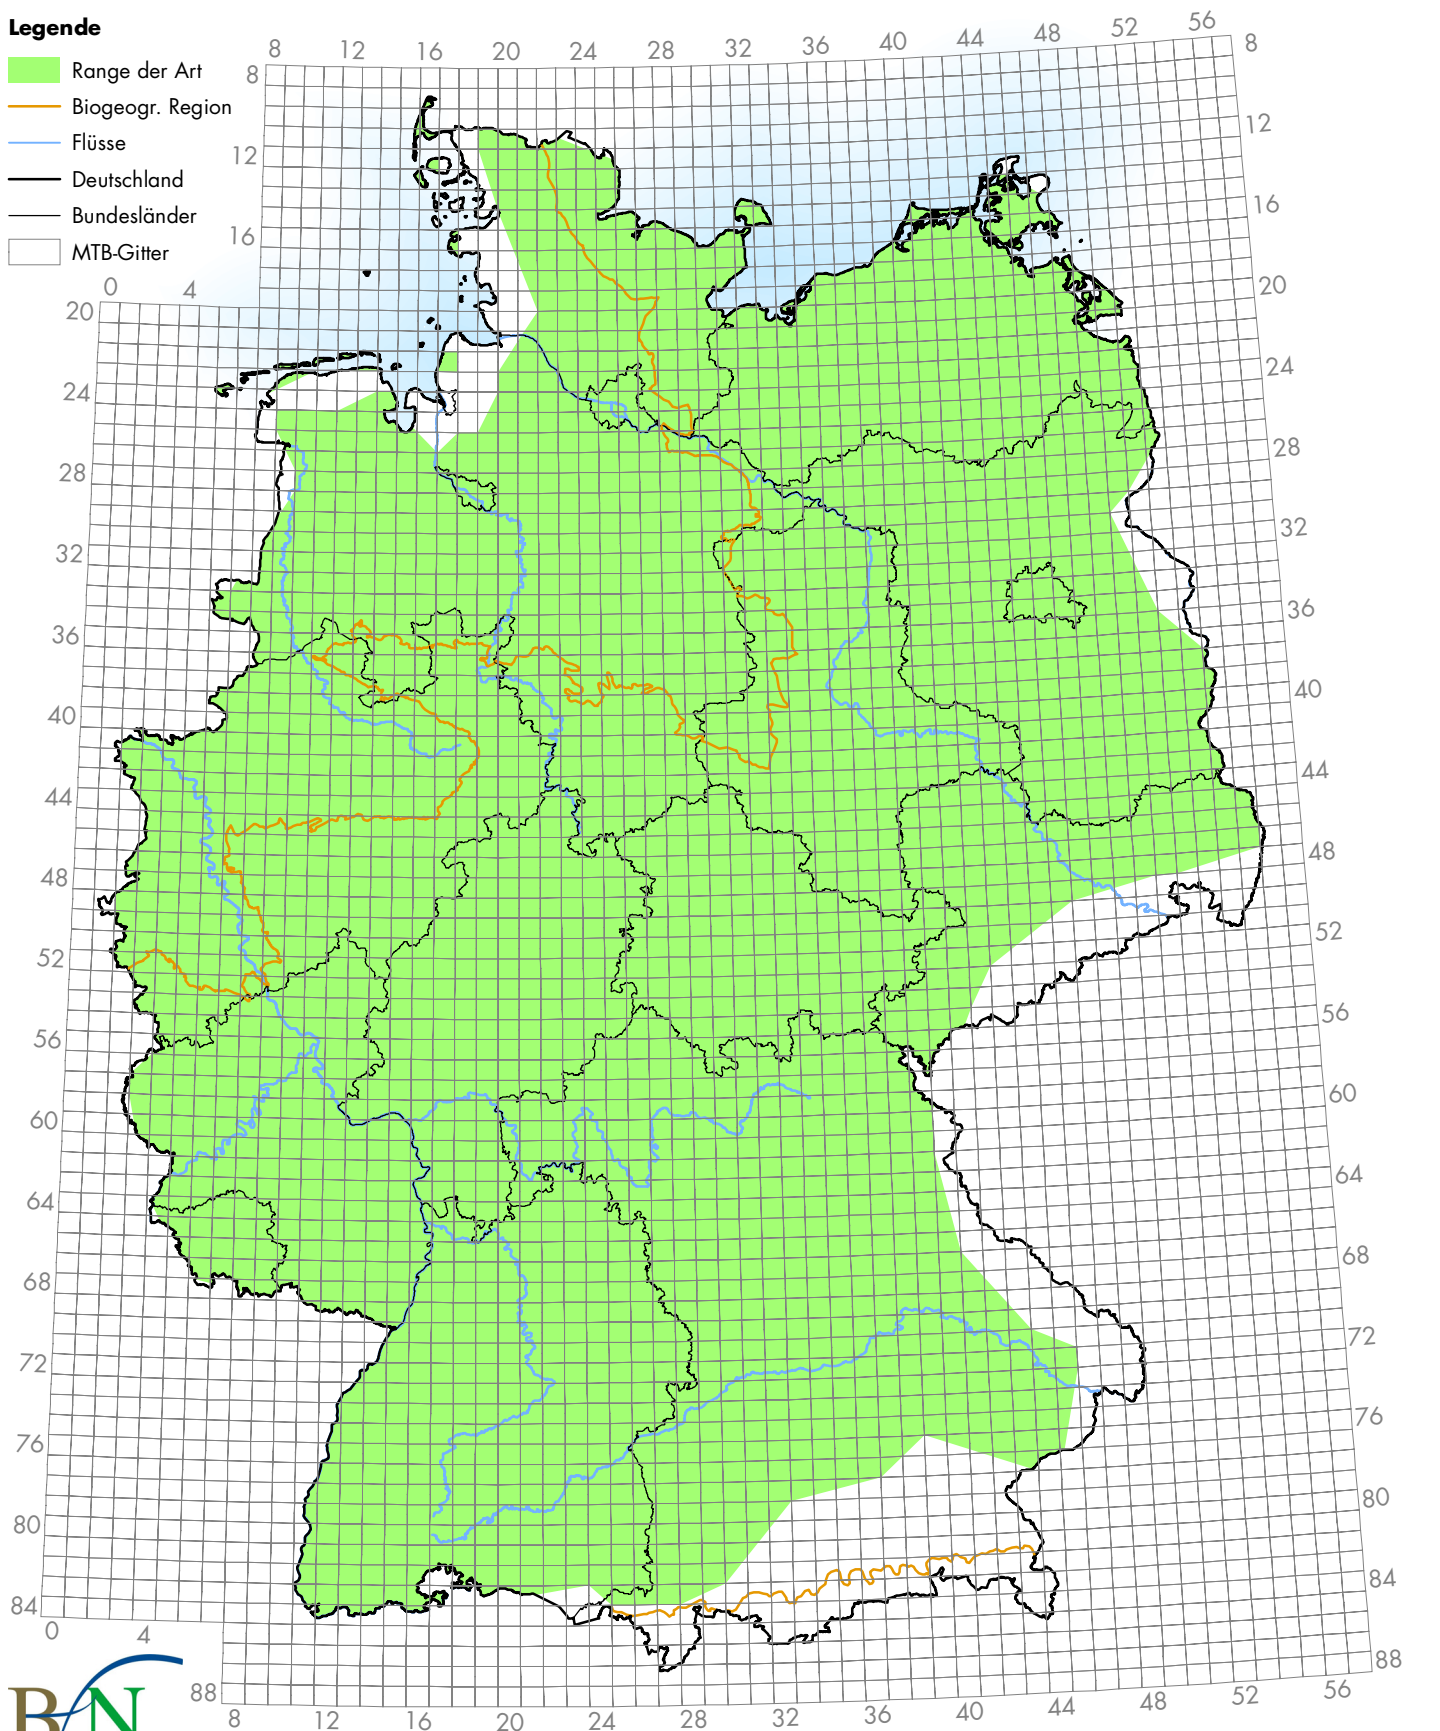 Legende
Range der Art
Biogeogr. Region
Flüsse
Deutschland
Bundesländer
MTB-Gitter
8 12 16 20 24 28 32 36 40 44 48 52 56
8 8
12 12
16 16
0 4
20 20
24 24
28 28
32 32
36 36
40 40
44 44
48 48
52 52
56 56
60 60
64 64
68 68
72 72
76 76
80 80
84 84
0 4
88 88
8 12 16 20 24 28 32 36 40 44 48 52 56
BfN